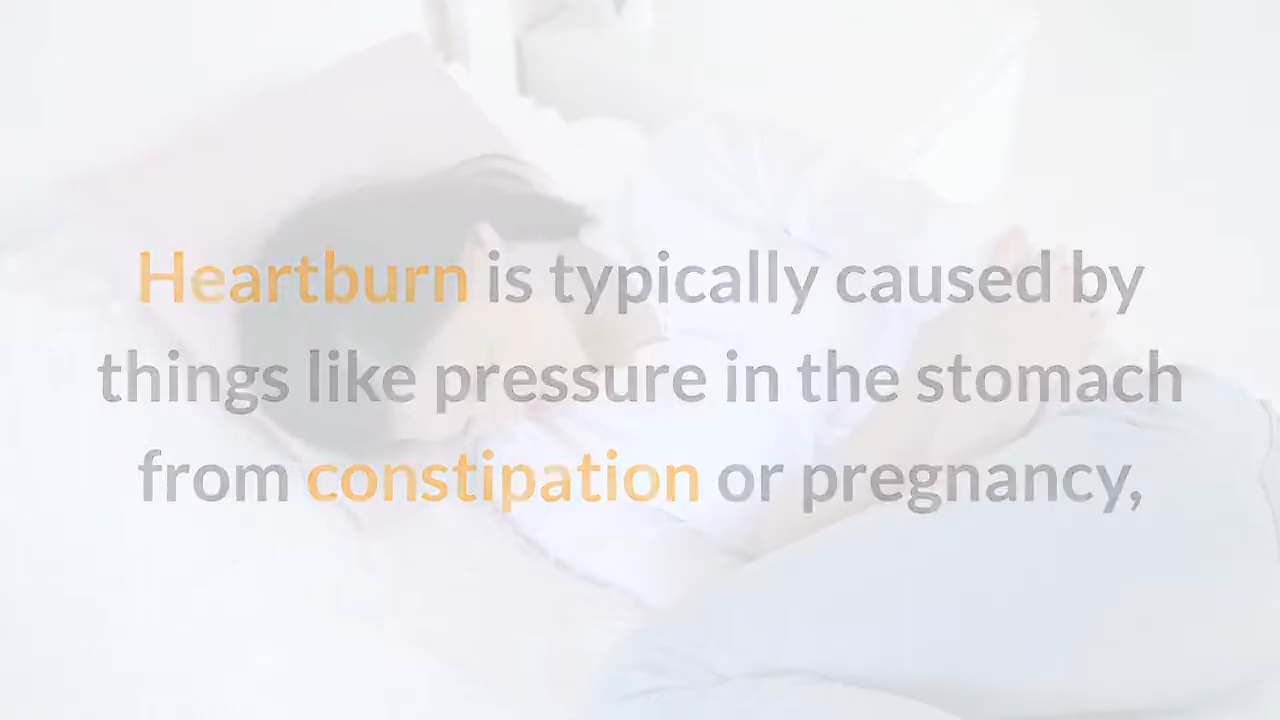 Heartburn is typically caused by
things like pressure in the stomach
from constipation or pregnancy,